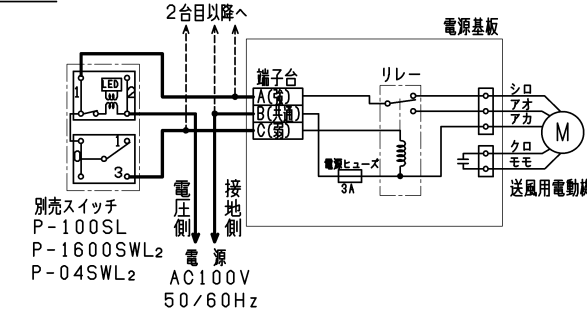 2台目以降へ
電源基板
端子台
リレー
A(強)
B(共通)
C(弱)
シロ
アオ
アカ
クロ
モモ
M
送風用電動機
電源ヒューズ
3A
LED
1
2
0
1
3
別売スイッチ
P-100SL
P-1600SWL2
P-04SWL2
電圧側
接地側
電源
AC100V
50/60Hz